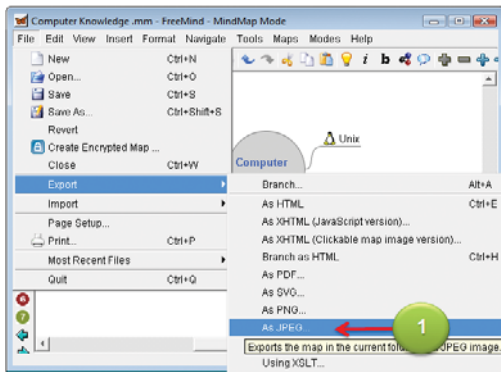 Computer Knowledge .mm - FreeMind - MindMap Mode
File Edit View Insert Format Navigate Tools Maps Modes Help
New Ctrl+N
Open... Ctrl+O
Save Ctrl+S
Save As... Ctrl+Shift+S
Revert
Create Encrypted Map ...
Close Ctrl+W
Export
Import
Page Setup...
Print... Ctrl+P
Most Recent Files
Quit Ctrl+Q
i b
Unix
Computer
Branch... Alt+A
As HTML Ctrl+E
As XHTML (JavaScript version)...
As XHTML (Clickable map image version)...
Branch as HTML Ctrl+H
As PDF...
As SVG...
As PNG...
As JPEG...
1
Exports the map in the current fol JPEG image.
Using XSLT...
6
7